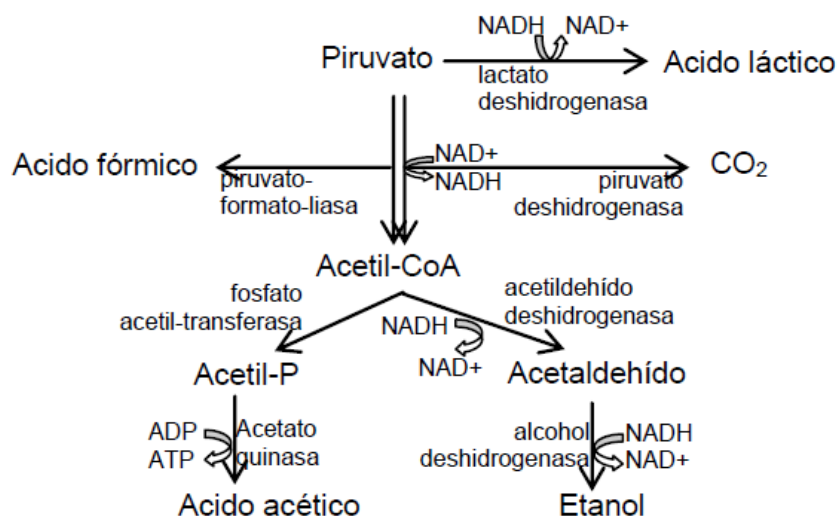 NADH NAD+
Piruvato
Acido láctico
lactato
deshidrogenasa
Acido fórmico
NAD+
NADH
CO2
piruvato-
formato-liasa
piruvato
deshidrogenasa
Acetil-CoA
fosfato
acetil-transferasa
acetildehído
deshidrogenasa
NADH
NAD+
Acetil-P
Acetaldehído
ADP
ATP
Acetato
quinasa
alcohol
deshidrogenasa
NADH
NAD+
Acido acético
Etanol